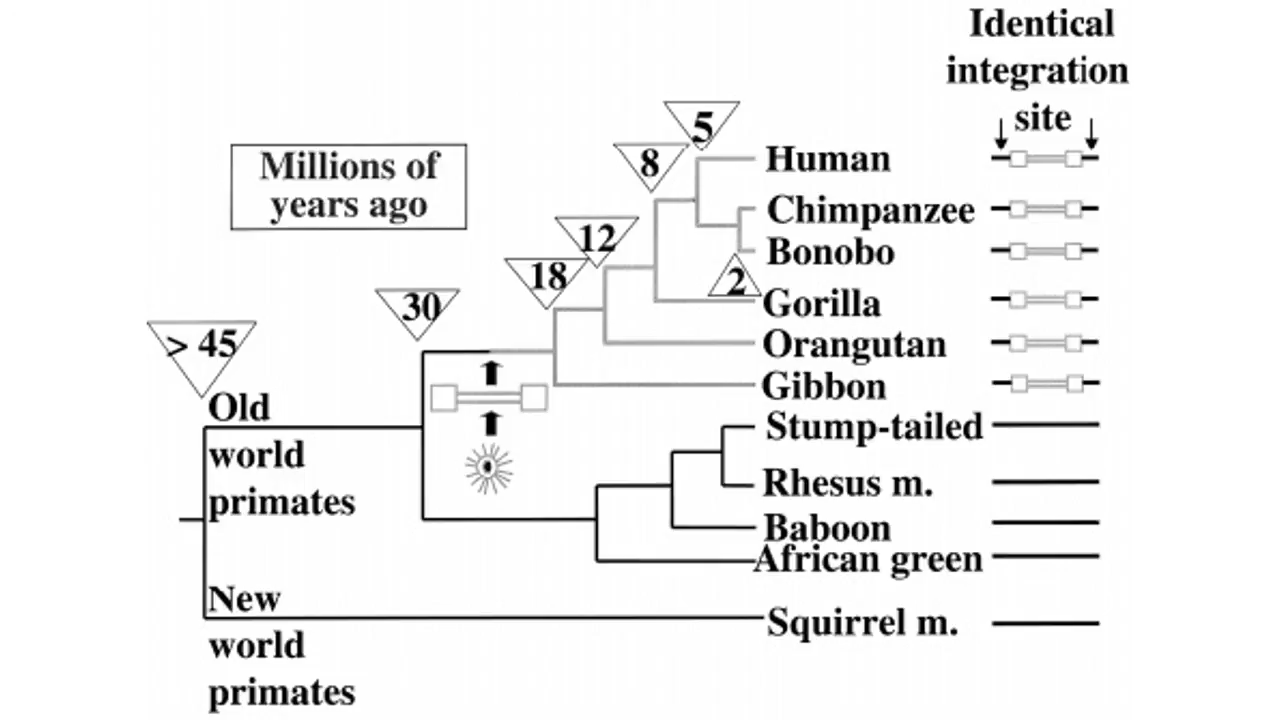 Identical
integration
site
Millions of
years ago
5
8
12
18
30
> 45
2
Human
Chimpanzee
Bonobo
Gorilla
Orangutan
Gibbon
Stump-tailed
Rhesus m.
Baboon
African green
Squirrel m.
Old
world
primates
New
world
primates